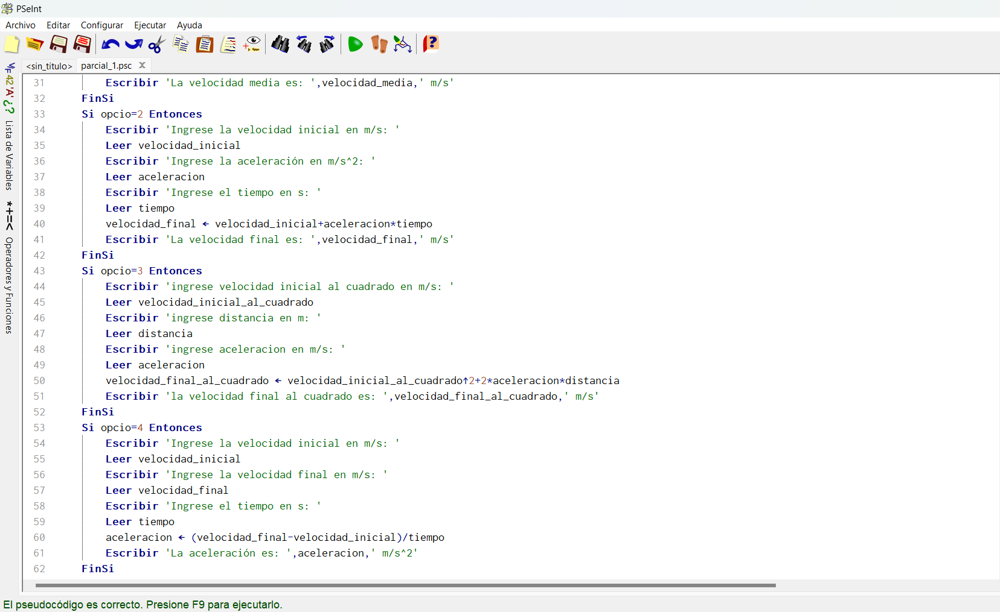 PSeInt
Archivo Editar Configurar Ejecutar Ayuda
<sin_titulo> parcial_1.psc X
31 Escribir 'La velocidad media es: ',velocidad_media,' m/s'
32 FinSi
33 Si opcio=2 Entonces
34 Escribir 'Ingrese la velocidad inicial en m/s: '
35 Leer velocidad_inicial
36 Escribir 'Ingrese la aceleración en m/s^2: '
37 Leer aceleracion
38 Escribir 'Ingrese el tiempo en s: '
39 Leer tiempo
40 velocidad_final ← velocidad_inicial+aceleracion*tiempo
41 Escribir 'La velocidad final es: ',velocidad_final,' m/s'
42 FinSi
43 Si opcio=3 Entonces
44 Escribir 'ingrese velocidad inicial al cuadrado en m/s: '
45 Leer velocidad_inicial_al_cuadrado
46 Escribir 'ingrese distancia en m: '
47 Leer distancia
48 Escribir 'ingrese aceleracion en m/s: '
49 Leer aceleracion
50 velocidad_final_al_cuadrado ← velocidad_inicial_al_cuadrado↑2+2*aceleracion*distancia
51 Escribir 'la velocidad final al cuadrado es: ',velocidad_final_al_cuadrado,' m/s'
52 FinSi
53 Si opcio=4 Entonces
54 Escribir 'Ingrese la velocidad inicial en m/s: '
55 Leer velocidad_inicial
56 Escribir 'Ingrese la velocidad final en m/s: '
57 Leer velocidad_final
58 Escribir 'Ingrese el tiempo en s: '
59 Leer tiempo
60 aceleracion ← (velocidad_final-velocidad_inicial)/tiempo
61 Escribir 'La aceleración es: ',aceleracion,' m/s^2'
62 FinSi
V/F 42 'A' ¿? Lista de Variables
*+=< Operadores y Funciones
El pseudocódigo es correcto. Presione F9 para ejecutarlo.